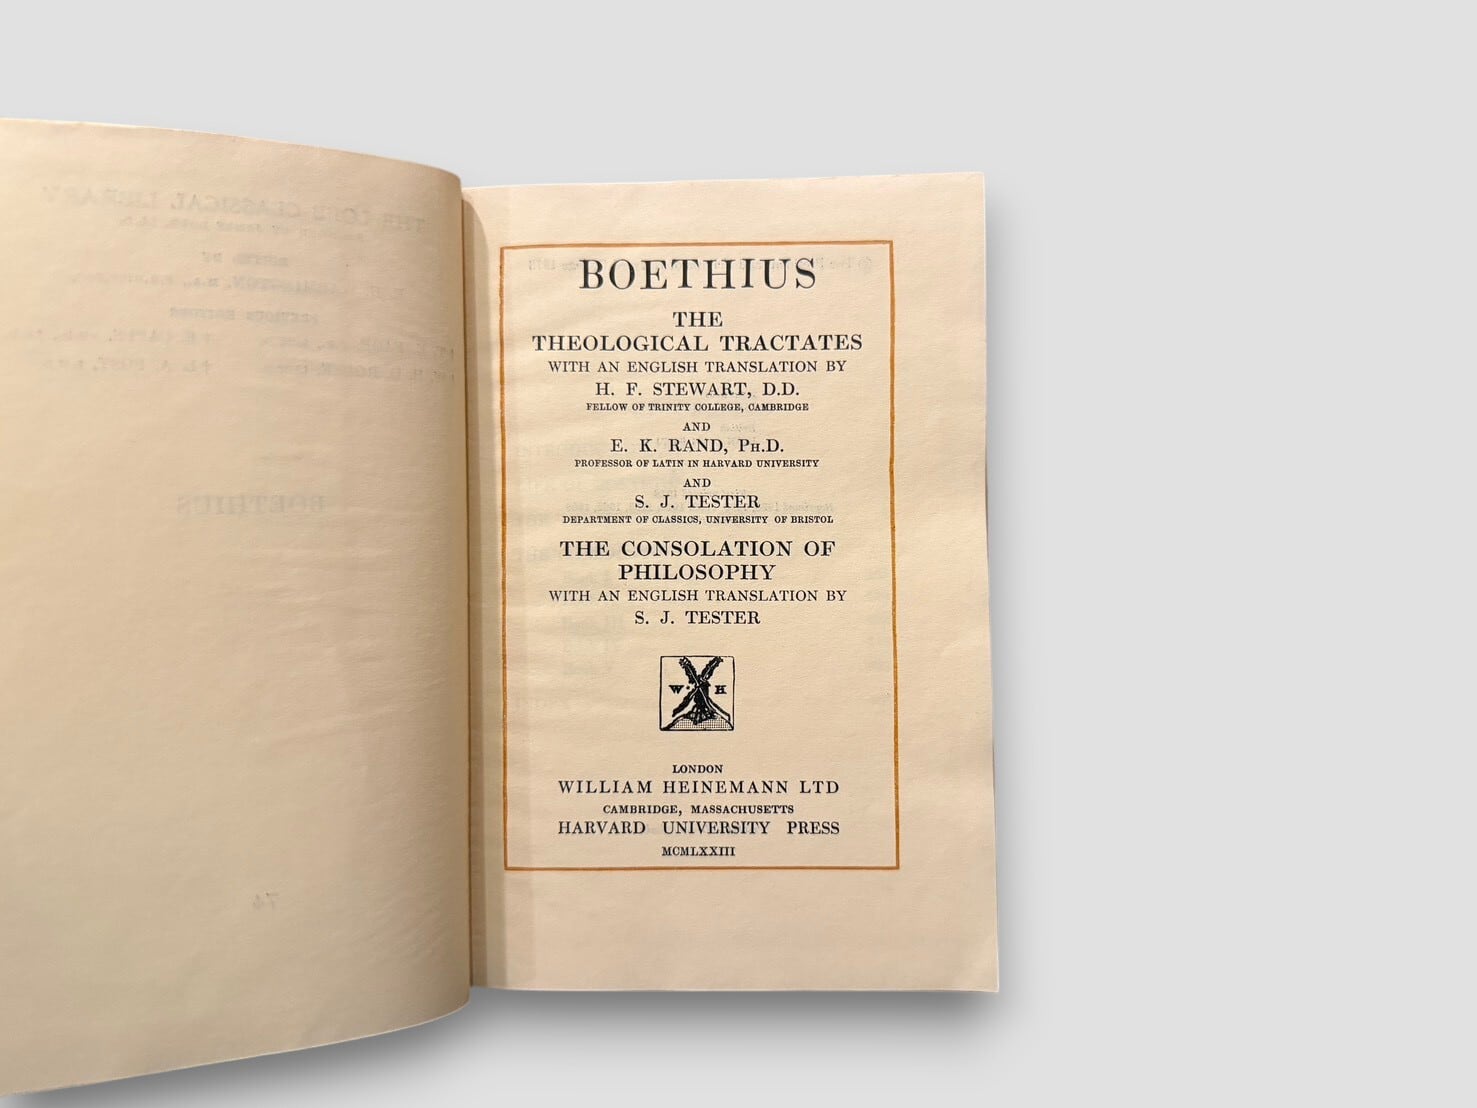 BOETHIUS
THE
THEOLOGICAL TRACTATES
WITH AN ENGLISH TRANSLATION BY
H. F. STEWART, D.D.
FELLOW OF TRINITY COLLEGE, CAMBRIDGE
AND
E. K. RAND, Ph.D.
PROFESSOR OF LATIN IN HARVARD UNIVERSITY
AND
S. J. TESTER
DEPARTMENT OF CLASSICS, UNIVERSITY OF BRISTOL
THE CONSOLATION OF
PHILOSOPHY
WITH AN ENGLISH TRANSLATION BY
S. J. TESTER
W · H
LONDON
WILLIAM HEINEMANN LTD
CAMBRIDGE, MASSACHUSETTS
HARVARD UNIVERSITY PRESS
MCMLXXIII